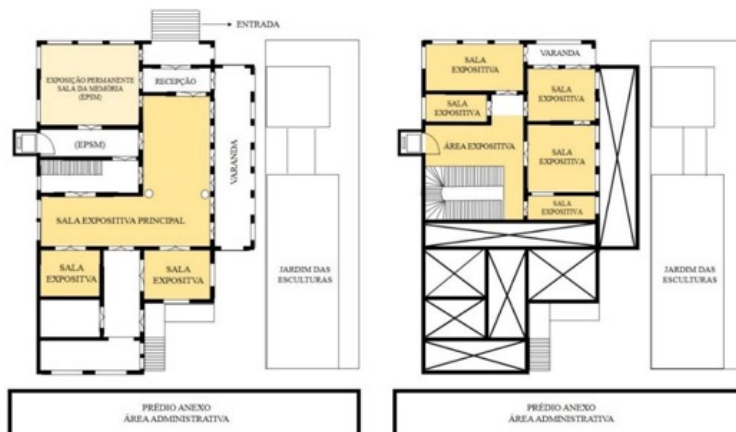 ENTRADA
EXPOSIÇÃO PERMANENTE
SALA DA MEMÓRIA
(EPSM)
RECEPÇÃO
(EPSM)
VARANDA
SALA EXPOSITIVA PRINCIPAL
SALA
EXPOSITVA
SALA
EXPOSITVA
JARDIM DAS
ESCULTURAS
PRÉDIO ANEXO
ÁREA ADMINISTRATIVA
SALA
EXPOSITIVA
VARANDA
SALA
EXPOSITIVA
SALA
EXPOSITIVA
ÁREA EXPOSITIVA
SALA
EXPOSITIVA
SALA
EXPOSITIVA
JARDIM DAS
ESCULTURAS
PRÉDIO ANEXO
ÁREA ADMINISTRATIVA